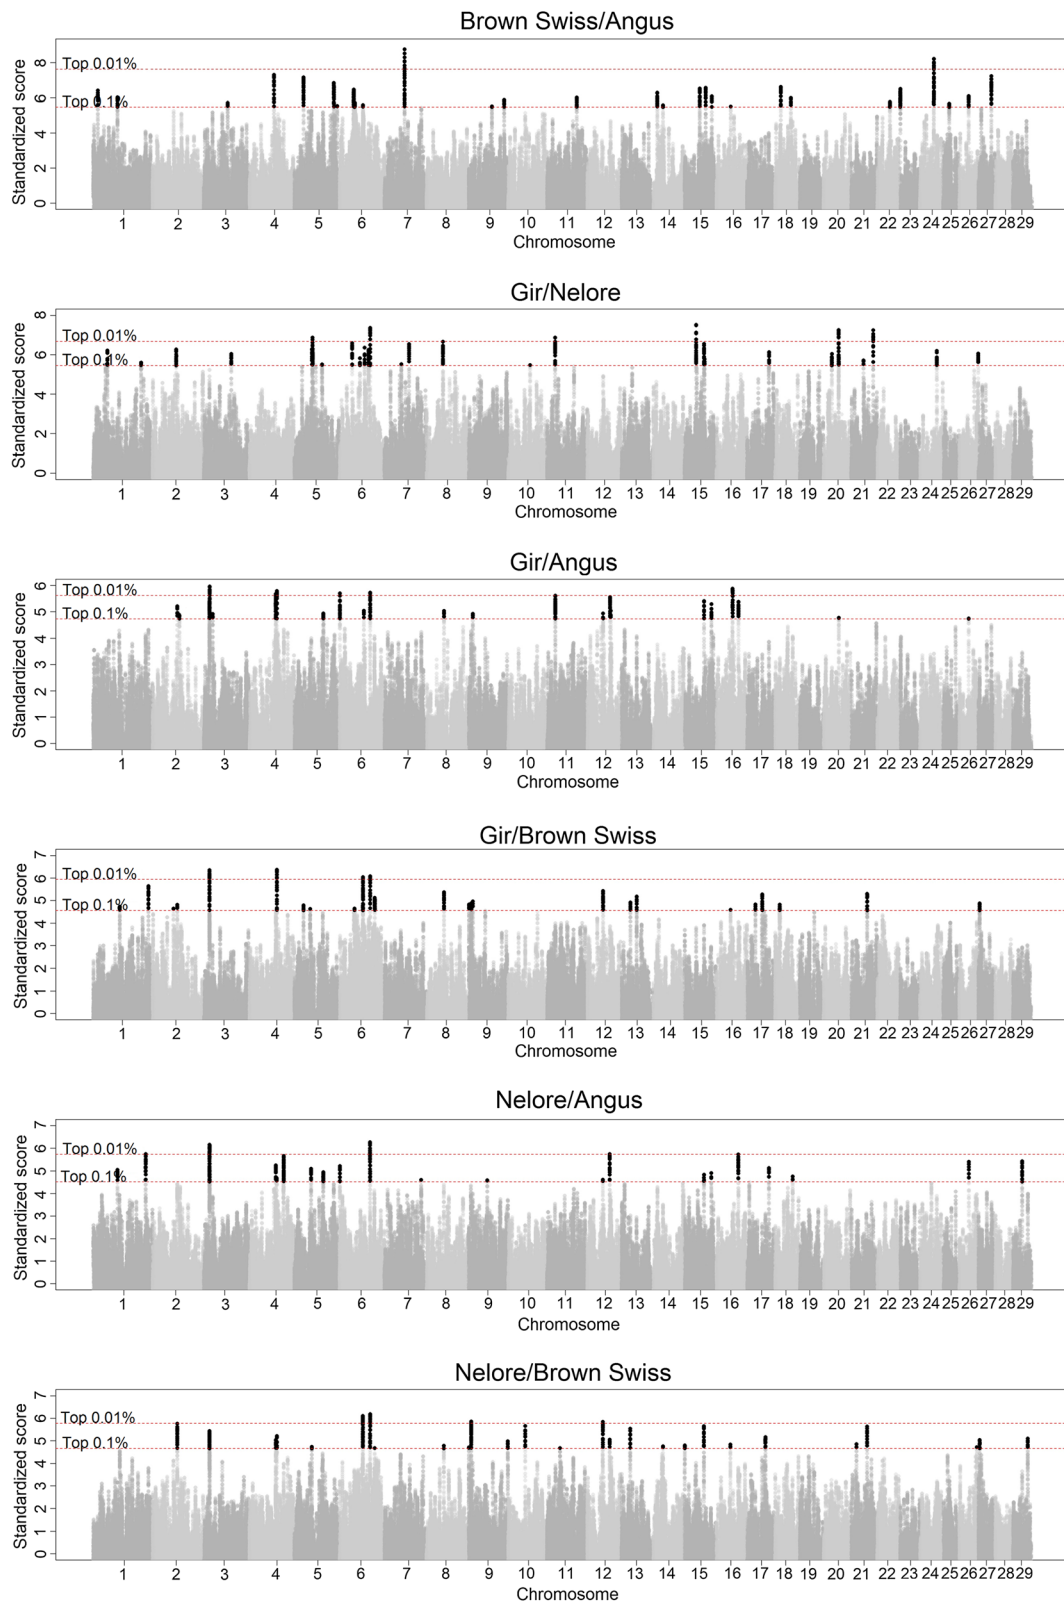 Brown Swiss/Angus
Standardized score
8
6
4
2
0
Top 0.01%
Top 0.1%
1 2 3 4 5 6 7 8 9 10 11 12 13 14 15 16 17 18 19 20 21 22 23 24 25 26 27 28 29
Chromosome
Gir/Nelore
Standardized score
8
6
4
2
0
Top 0.01%
Top 0.1%
1 2 3 4 5 6 7 8 9 10 11 12 13 14 15 16 17 18 19 20 21 22 23 24 25 26 27 28 29
Chromosome
Gir/Angus
Standardized score
6
5
4
3
2
1
0
Top 0.01%
Top 0.1%
1 2 3 4 5 6 7 8 9 10 11 12 13 14 15 16 17 18 19 20 21 22 23 24 25 26 27 28 29
Chromosome
Gir/Brown Swiss
Standardized score
7
6
5
4
3
2
1
0
Top 0.01%
Top 0.1%
1 2 3 4 5 6 7 8 9 10 11 12 13 14 15 16 17 18 19 20 21 22 23 24 25 26 27 28 29
Chromosome
Nelore/Angus
Standardized score
7
6
5
4
3
2
1
0
Top 0.01%
Top 0.1%
1 2 3 4 5 6 7 8 9 10 11 12 13 14 15 16 17 18 19 20 21 22 23 24 25 26 27 28 29
Chromosome
Nelore/Brown Swiss
Standardized score
7
6
5
4
3
2
1
0
Top 0.01%
Top 0.1%
1 2 3 4 5 6 7 8 9 10 11 12 13 14 15 16 17 18 19 20 21 22 23 24 25 26 27 28 29
Chromosome